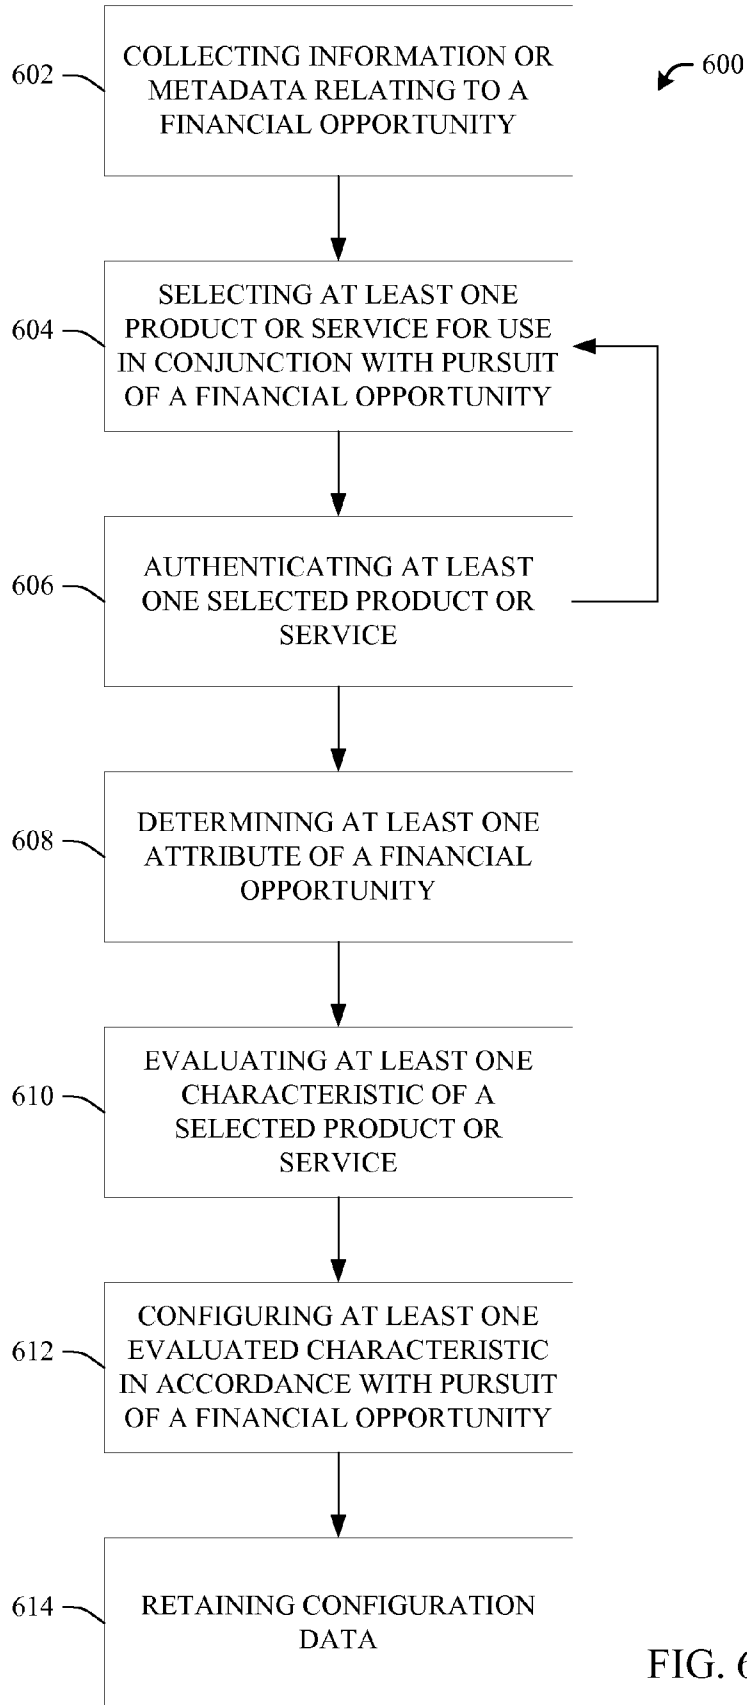 602
COLLECTING INFORMATION OR
METADATA RELATING TO A
FINANCIAL OPPORTUNITY
600
604
SELECTING AT LEAST ONE
PRODUCT OR SERVICE FOR USE
IN CONJUNCTION WITH PURSUIT
OF A FINANCIAL OPPORTUNITY
606
AUTHENTICATING AT LEAST
ONE SELECTED PRODUCT OR
SERVICE
608
DETERMINING AT LEAST ONE
ATTRIBUTE OF A FINANCIAL
OPPORTUNITY
610
EVALUATING AT LEAST ONE
CHARACTERISTIC OF A
SELECTED PRODUCT OR
SERVICE
612
CONFIGURING AT LEAST ONE
EVALUATED CHARACTERISTIC
IN ACCORDANCE WITH PURSUIT
OF A FINANCIAL OPPORTUNITY
614
RETAINING CONFIGURATION
DATA
FIG. 6